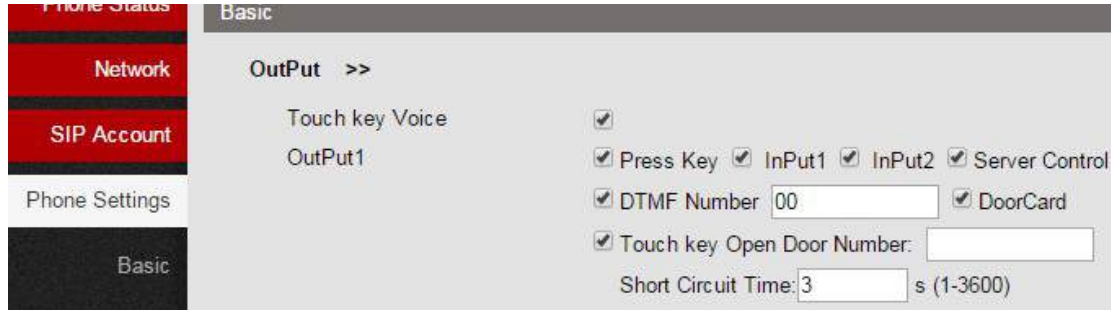 Phone Status
Basic
Network
SIP Account
Phone Settings
Basic
OutPut >>
Touch key Voice
OutPut1
Press Key InPut1 InPut2 Server Control
DTMF Number 00 DoorCard
Touch key Open Door Number:
Short Circuit Time: 3 s (1-3600)